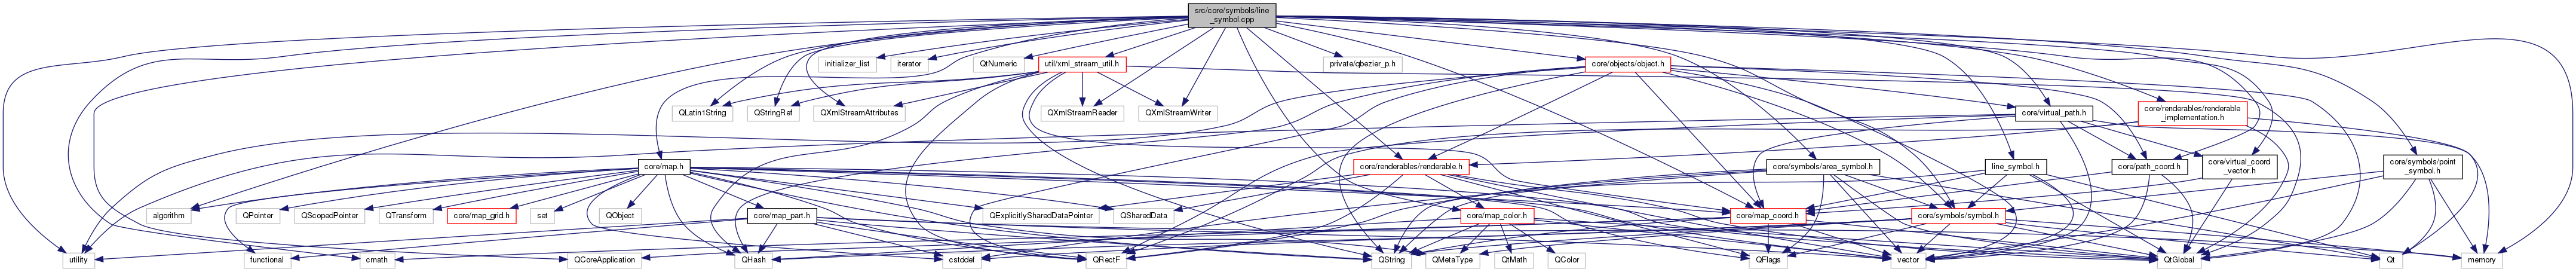 src/core/symbols/line
_symbol.cpp
initializer_list
iterator
QtNumeric
util/xml_stream_util.h
private/qbezier_p.h
core/objects/object.h
QLatin1String
QStringRef
QXmlStreamAttributes
QXmlStreamReader
QXmlStreamWriter
core/virtual_path.h
core/renderables/renderable
_implementation.h
core/map.h
core/renderables/renderable.h
core/symbols/area_symbol.h
line_symbol.h
core/path_coord.h
core/virtual_coord
_vector.h
core/symbols/point
_symbol.h
algorithm
QPointer
QScopedPointer
QTransform
core/map_grid.h
set
QObject
core/map_part.h
QExplicitlySharedDataPointer
QSharedData
core/map_color.h
core/map_coord.h
core/symbols/symbol.h
utility
functional
cmath
QCoreApplication
QHash
cstddef
QRectF
QString
QMetaType
QtMath
QColor
QFlags
vector
QtGlobal
Qt
memory